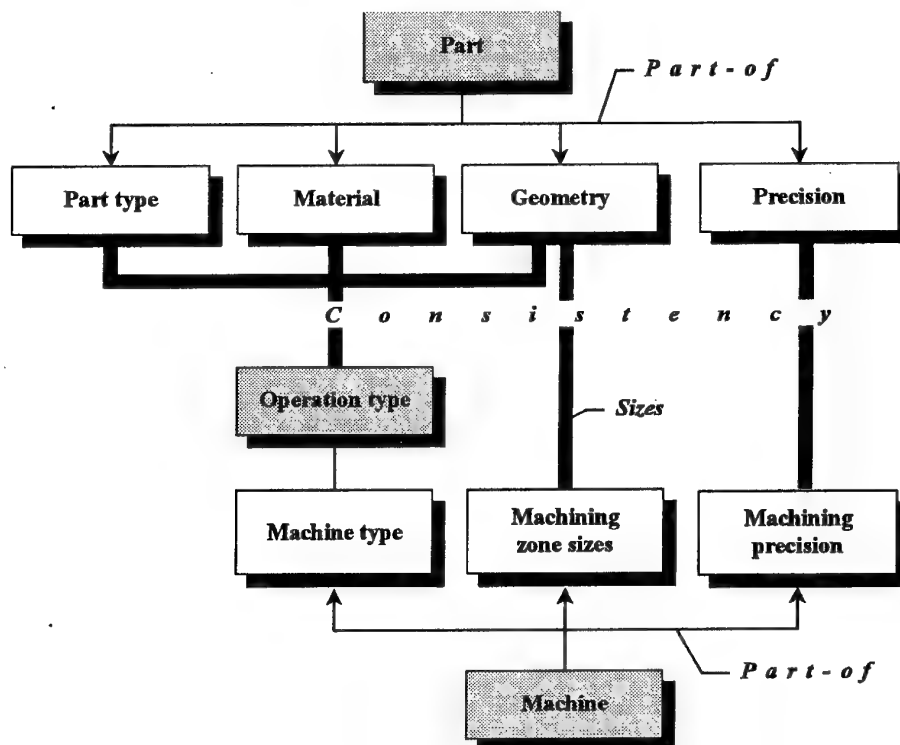 Part
Part-of
Part type
Material
Geometry
Precision
Consistency
Operation type
Sizes
Machine type
Machining
zone sizes
Machining
precision
Part-of
Machine